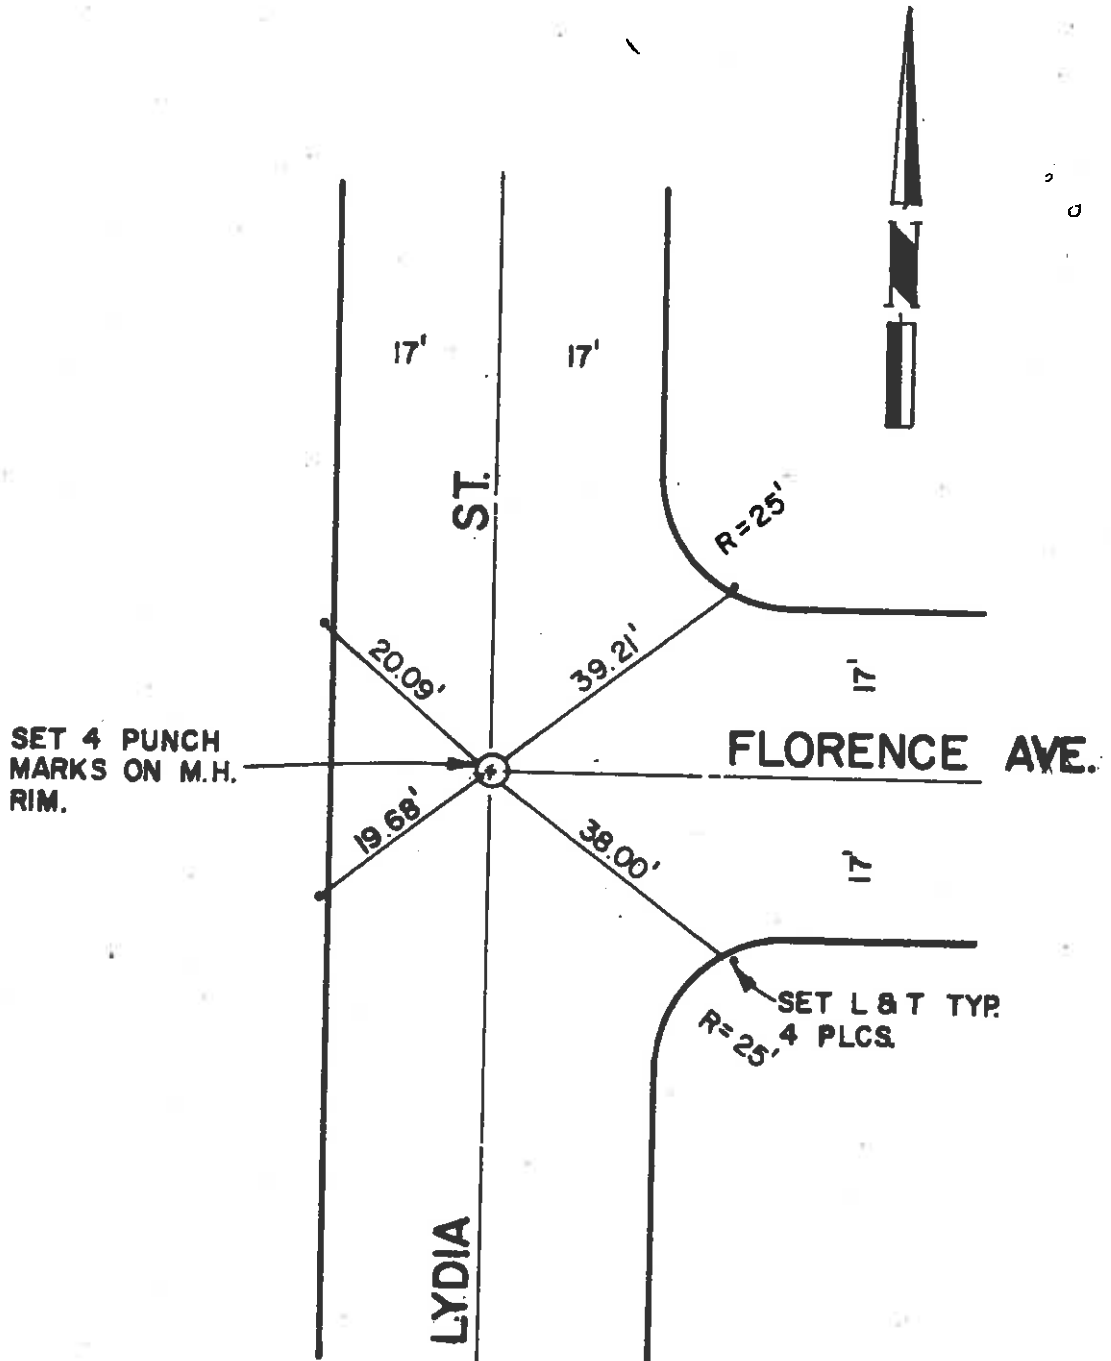 N
17'
17'
ST.
R=25'
20.09'
39.21'
17'
SET 4 PUNCH
MARKS ON M.H.
RIM.
FLORENCE AVE.
19.68'
38.00'
17'
SET L & T TYP.
4 PLCS.
R=25'
LYDIA